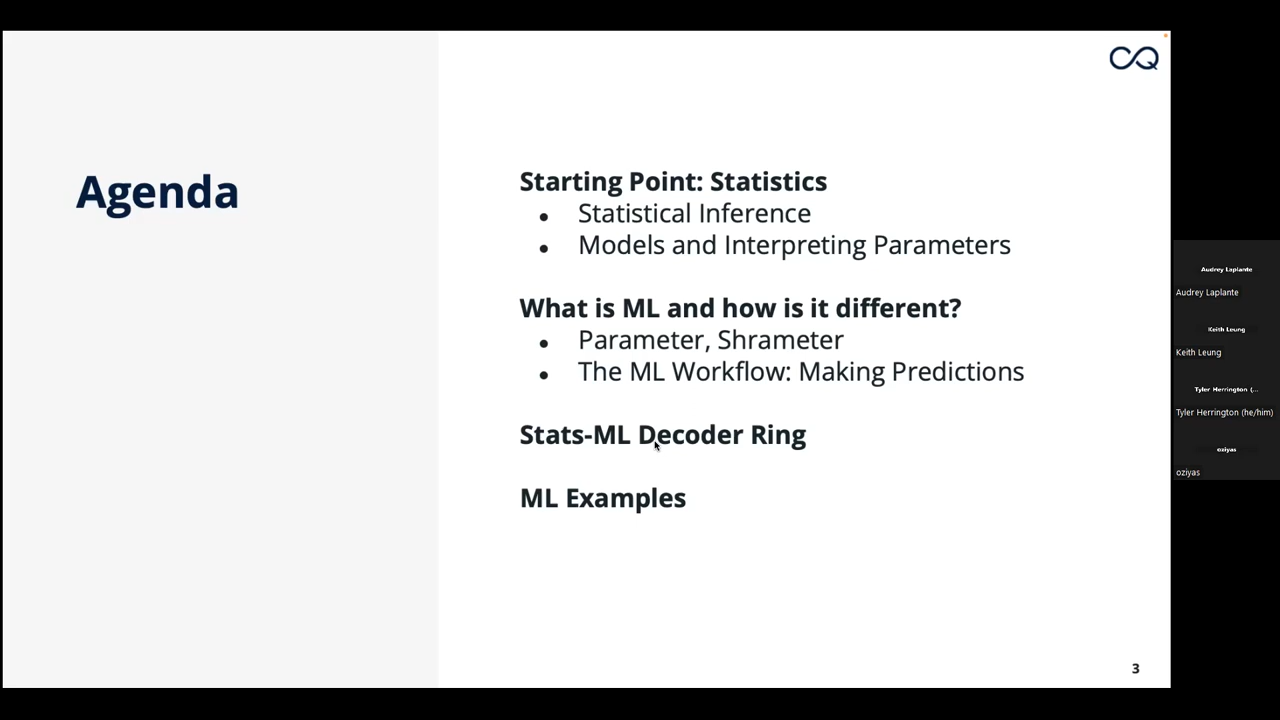 Agenda
Starting Point: Statistics
• Statistical Inference
• Models and Interpreting Parameters
What is ML and how is it different?
• Parameter, Shrameter
• The ML Workflow: Making Predictions
Stats-ML Decoder Ring
ML Examples
3
Audrey Laplante
Audrey Laplante
Keith Leung
Keith Leung
Tyler Herrington (...
Tyler Herrington (he/him)
oziyas
oziyas